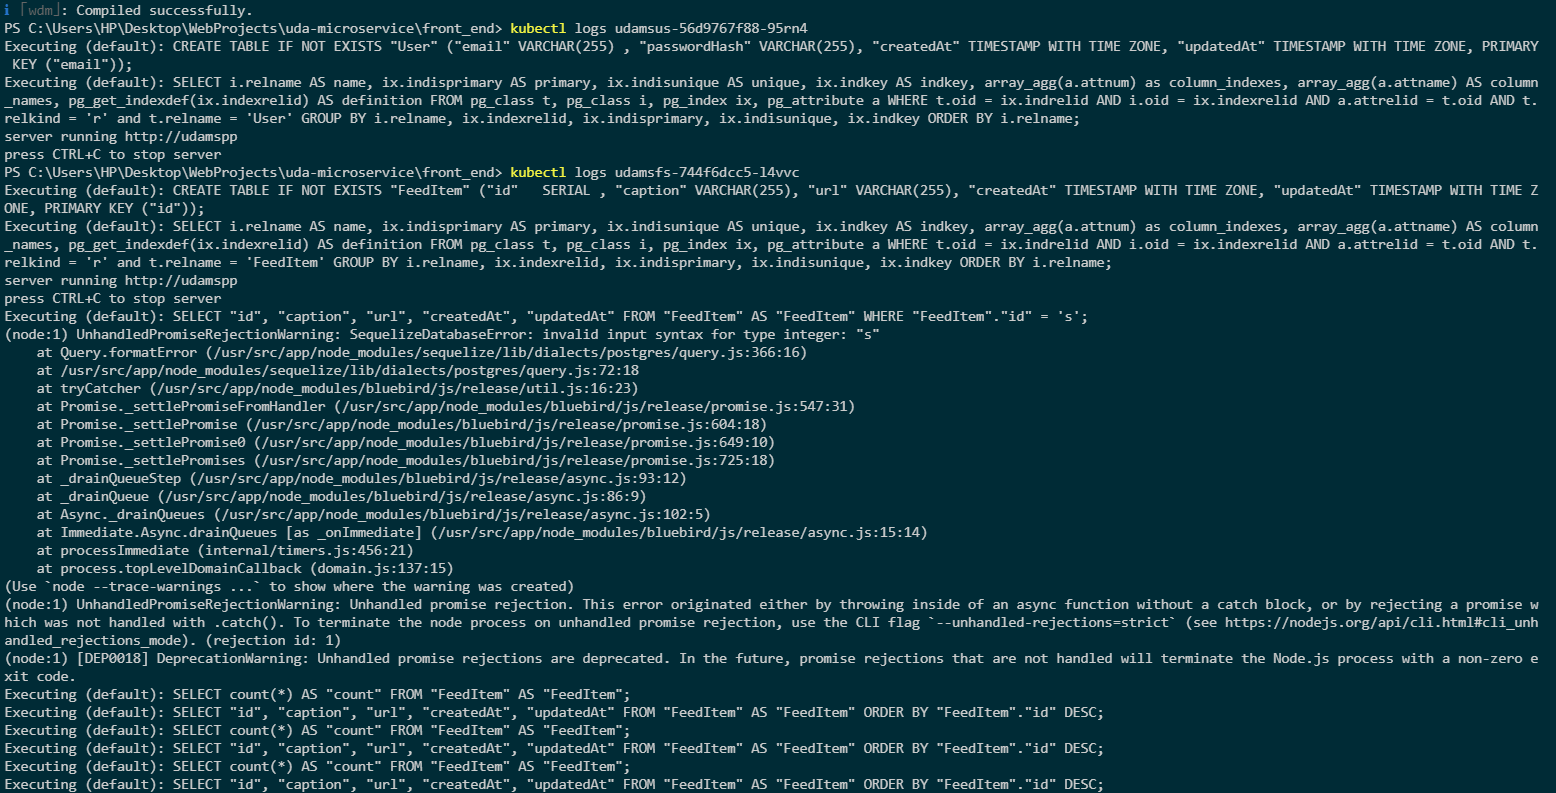 i ｢wdm｣: Compiled successfully.
PS C:\Users\HP\Desktop\WebProjects\uda-microservice\front_end> kubectl logs udamsus-56d9767f88-95rn4
Executing (default): CREATE TABLE IF NOT EXISTS "User" ("email" VARCHAR(255) , "passwordHash" VARCHAR(255), "createdAt" TIMESTAMP WITH TIME ZONE, "updatedAt" TIMESTAMP WITH TIME ZONE, PRIMARY
 KEY ("email"));
Executing (default): SELECT i.relname AS name, ix.indisprimary AS primary, ix.indisunique AS unique, ix.indkey AS indkey, array_agg(a.attnum) as column_indexes, array_agg(a.attname) AS column
_names, pg_get_indexdef(ix.indexrelid) AS definition FROM pg_class t, pg_class i, pg_index ix, pg_attribute a WHERE t.oid = ix.indrelid AND i.oid = ix.indexrelid AND a.attrelid = t.oid AND t.
relkind = 'r' and t.relname = 'User' GROUP BY i.relname, ix.indexrelid, ix.indisprimary, ix.indisunique, ix.indkey ORDER BY i.relname;
server running http://udamspp
press CTRL+C to stop server
PS C:\Users\HP\Desktop\WebProjects\uda-microservice\front_end> kubectl logs udamsfs-744f6dcc5-l4vvc
Executing (default): CREATE TABLE IF NOT EXISTS "FeedItem" ("id"   SERIAL , "caption" VARCHAR(255), "url" VARCHAR(255), "createdAt" TIMESTAMP WITH TIME ZONE, "updatedAt" TIMESTAMP WITH TIME Z
ONE, PRIMARY KEY ("id"));
Executing (default): SELECT i.relname AS name, ix.indisprimary AS primary, ix.indisunique AS unique, ix.indkey AS indkey, array_agg(a.attnum) as column_indexes, array_agg(a.attname) AS column
_names, pg_get_indexdef(ix.indexrelid) AS definition FROM pg_class t, pg_class i, pg_index ix, pg_attribute a WHERE t.oid = ix.indrelid AND i.oid = ix.indexrelid AND a.attrelid = t.oid AND t.
relkind = 'r' and t.relname = 'FeedItem' GROUP BY i.relname, ix.indexrelid, ix.indisprimary, ix.indisunique, ix.indkey ORDER BY i.relname;
server running http://udamspp
press CTRL+C to stop server
Executing (default): SELECT "id", "caption", "url", "createdAt", "updatedAt" FROM "FeedItem" AS "FeedItem" WHERE "FeedItem"."id" = 's';
(node:1) UnhandledPromiseRejectionWarning: SequelizeDatabaseError: invalid input syntax for type integer: "s"
    at Query.formatError (/usr/src/app/node_modules/sequelize/lib/dialects/postgres/query.js:366:16)
    at /usr/src/app/node_modules/sequelize/lib/dialects/postgres/query.js:72:18
    at tryCatcher (/usr/src/app/node_modules/bluebird/js/release/util.js:16:23)
    at Promise._settlePromiseFromHandler (/usr/src/app/node_modules/bluebird/js/release/promise.js:547:31)
    at Promise._settlePromise (/usr/src/app/node_modules/bluebird/js/release/promise.js:604:18)
    at Promise._settlePromise0 (/usr/src/app/node_modules/bluebird/js/release/promise.js:649:10)
    at Promise._settlePromises (/usr/src/app/node_modules/bluebird/js/release/promise.js:725:18)
    at _drainQueueStep (/usr/src/app/node_modules/bluebird/js/release/async.js:93:12)
    at _drainQueue (/usr/src/app/node_modules/bluebird/js/release/async.js:86:9)
    at Async._drainQueues (/usr/src/app/node_modules/bluebird/js/release/async.js:102:5)
    at Immediate.Async.drainQueues [as _onImmediate] (/usr/src/app/node_modules/bluebird/js/release/async.js:15:14)
    at processImmediate (internal/timers.js:456:21)
    at process.topLevelDomainCallback (domain.js:137:15)
(Use `node --trace-warnings ...` to show where the warning was created)
(node:1) UnhandledPromiseRejectionWarning: Unhandled promise rejection. This error originated either by throwing inside of an async function without a catch block, or by rejecting a promise w
hich was not handled with .catch(). To terminate the node process on unhandled promise rejection, use the CLI flag `--unhandled-rejections=strict` (see https://nodejs.org/api/cli.html#cli_unh
andled_rejections_mode). (rejection id: 1)
(node:1) [DEP0018] DeprecationWarning: Unhandled promise rejections are deprecated. In the future, promise rejections that are not handled will terminate the Node.js process with a non-zero e
xit code.
Executing (default): SELECT count(*) AS "count" FROM "FeedItem" AS "FeedItem";
Executing (default): SELECT "id", "caption", "url", "createdAt", "updatedAt" FROM "FeedItem" AS "FeedItem" ORDER BY "FeedItem"."id" DESC;
Executing (default): SELECT count(*) AS "count" FROM "FeedItem" AS "FeedItem";
Executing (default): SELECT "id", "caption", "url", "createdAt", "updatedAt" FROM "FeedItem" AS "FeedItem" ORDER BY "FeedItem"."id" DESC;
Executing (default): SELECT count(*) AS "count" FROM "FeedItem" AS "FeedItem";
Executing (default): SELECT "id", "caption", "url", "createdAt", "updatedAt" FROM "FeedItem" AS "FeedItem" ORDER BY "FeedItem"."id" DESC;